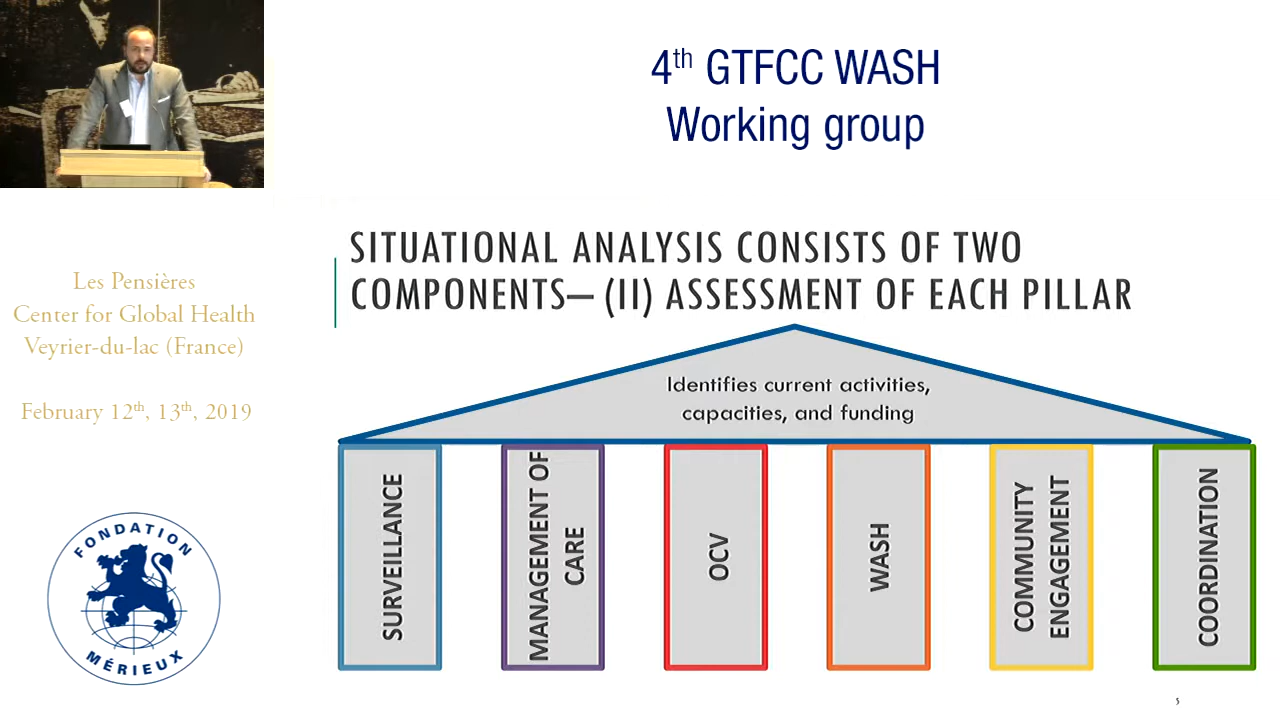 4th GTFCC WASH
Working group
SITUATIONAL ANALYSIS CONSISTS OF TWO
COMPONENTS— (II) ASSESSMENT OF EACH PILLAR
Les Pensières
Center for Global Health
Veyrier-du-lac (France)
February 12th, 13th, 2019
Identifies current activities,
capacities, and funding
SURVEILLANCE
MANAGEMENT OF
CARE
OCV
WASH
COMMUNITY
ENGAGEMENT
COORDINATION
FONDATION
MÉRIEUX
5